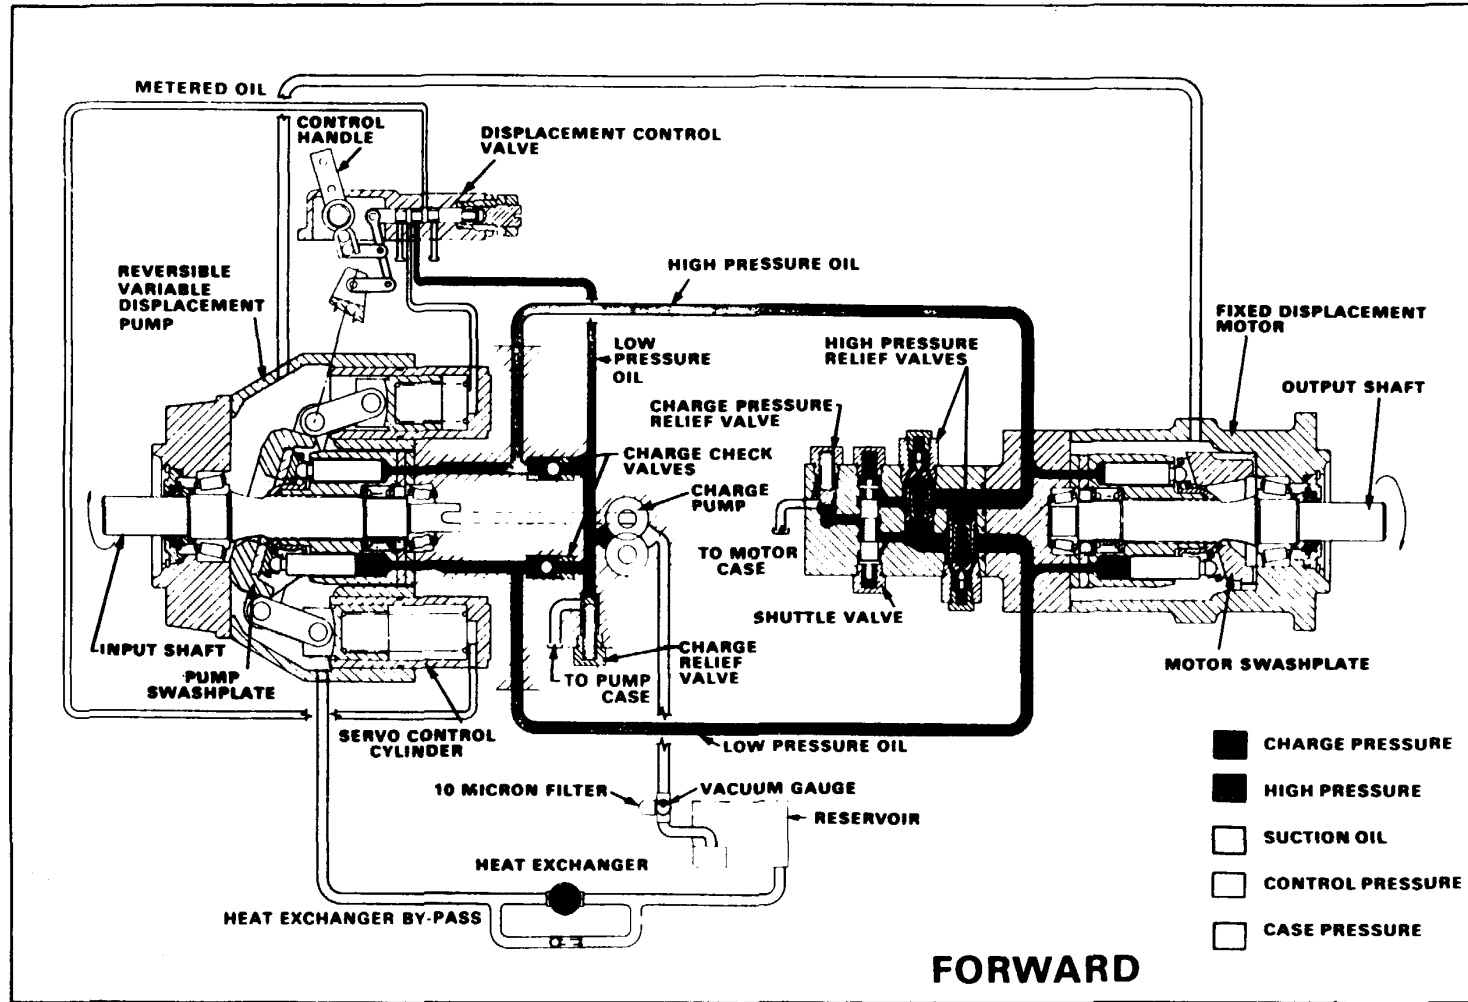 METERED OIL
CONTROL
HANDLE
DISPLACEMENT CONTROL
VALVE
REVERSIBLE
VARIABLE
DISPLACEMENT
PUMP
HIGH PRESSURE OIL
LOW
PRESSURE
OIL
HIGH PRESSURE
RELIEF VALVES
FIXED DISPLACEMENT
MOTOR
OUTPUT SHAFT
CHARGE PRESSURE
RELIEF VALVE
CHARGE CHECK
VALVES
CHARGE
PUMP
TO MOTOR
CASE
SHUTTLE VALVE
INPUT SHAFT
PUMP
SWASHPLATE
CHARGE
RELIEF
VALVE
TO PUMP
CASE
MOTOR SWASHPLATE
SERVO CONTROL
CYLINDER
LOW PRESSURE OIL
10 MICRON FILTER
VACUUM GAUGE
RESERVOIR
HEAT EXCHANGER
HEAT EXCHANGER BY-PASS
CHARGE PRESSURE
HIGH PRESSURE
SUCTION OIL
CONTROL PRESSURE
CASE PRESSURE
FORWARD